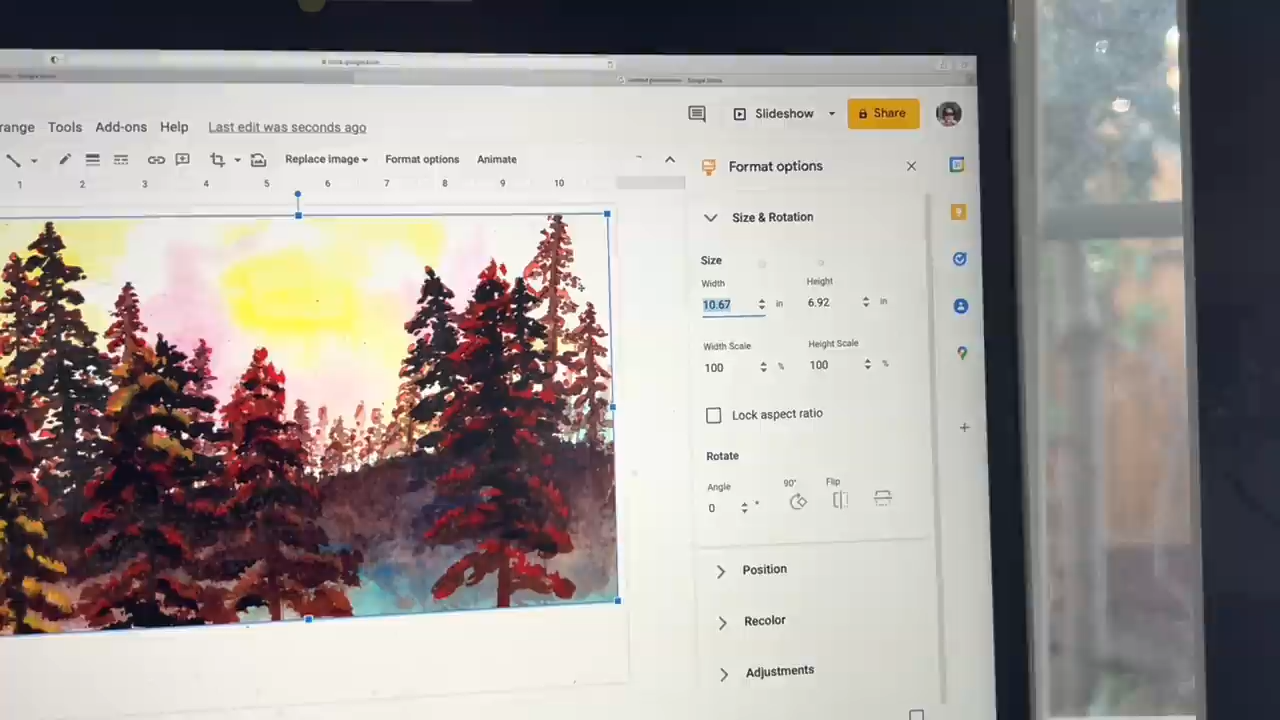 range Tools Add-ons Help Last edit was seconds ago
Slideshow
Share
Replace image Format options Animate
1 2 3 4 5 6 7 8 9 10
Format options
Size & Rotation
Size
Width Height
10.67 in 6.92 in
Width Scale Height Scale
100 % 100 %
Lock aspect ratio
Rotate
Angle 90° Flip
0 °
Position
Recolor
Adjustments